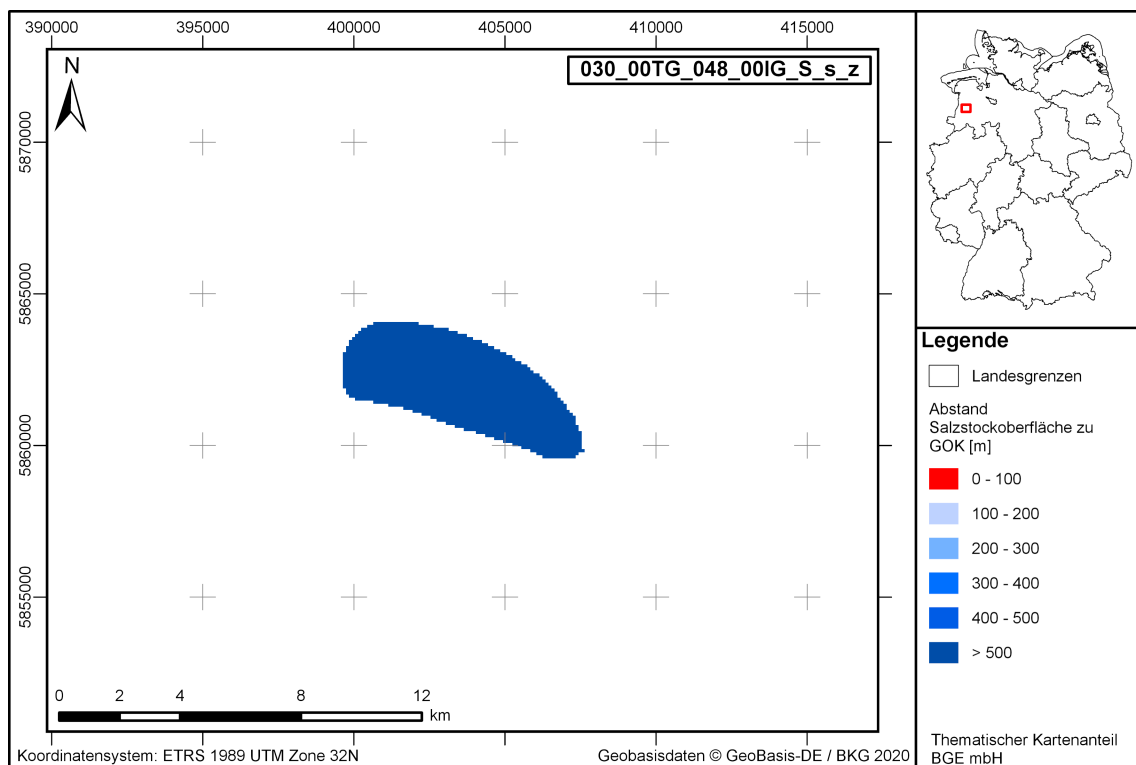 390000 395000 400000 405000 410000 415000
N
030_00TG_048_00IG_S_s_z
5870000
5865000
5860000
5855000
0 2 4 8 12
km
Koordinatensystem: ETRS 1989 UTM Zone 32N
Geobasisdaten © GeoBasis-DE / BKG 2020
Legende
Landesgrenzen
Abstand
Salzstockoberfläche zu
GOK [m]
0 - 100
100 - 200
200 - 300
300 - 400
400 - 500
> 500
Thematischer Kartenanteil
BGE mbH